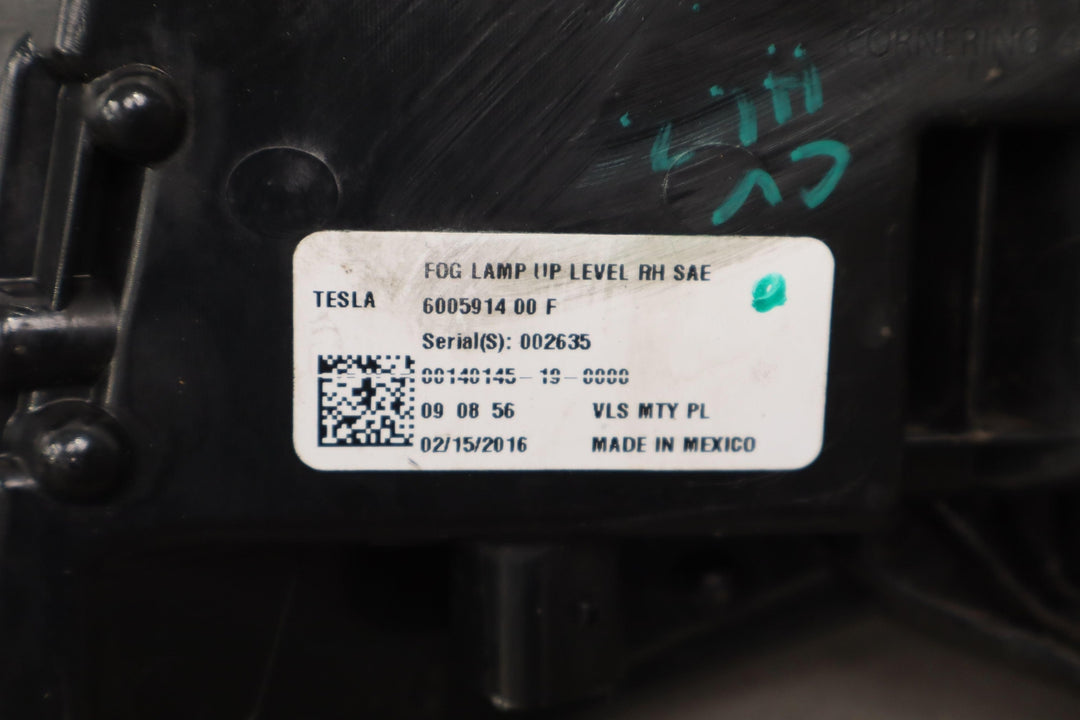 CORNERING
FOG LAMP UP LEVEL RH SAE
TESLA
6005914 00 F
Serial(S): 002635
00140145-19-0000
09 08 56 VLS MTY PL
02/15/2016 MADE IN MEXICO